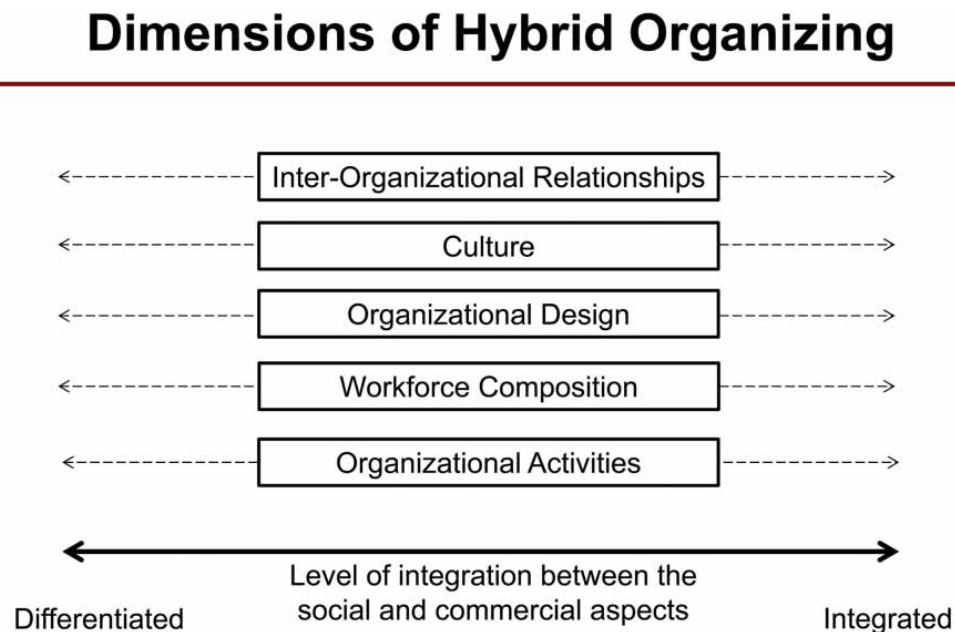 Dimensions of Hybrid Organizing
Inter-Organizational Relationships
Culture
Organizational Design
Workforce Composition
Organizational Activities
Level of integration between the
social and commercial aspects
Differentiated
Integrated